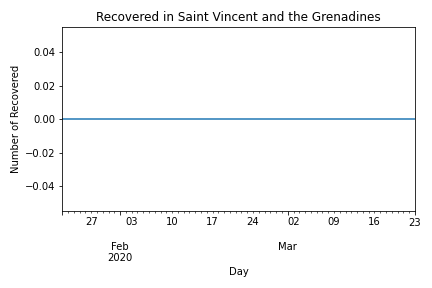 Recovered in Saint Vincent and the Grenadines
Number of Recovered
0.04
0.02
0.00
−0.02
−0.04
27 03 10 17 24 02 09 16 23
Feb Mar
2020
Day